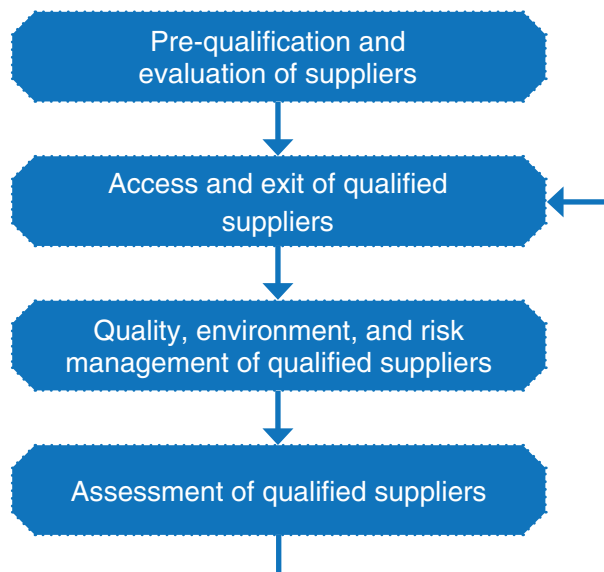 Pre-qualification and
evaluation of suppliers
Access and exit of qualified
suppliers
Quality, environment, and risk
management of qualified suppliers
Assessment of qualified suppliers